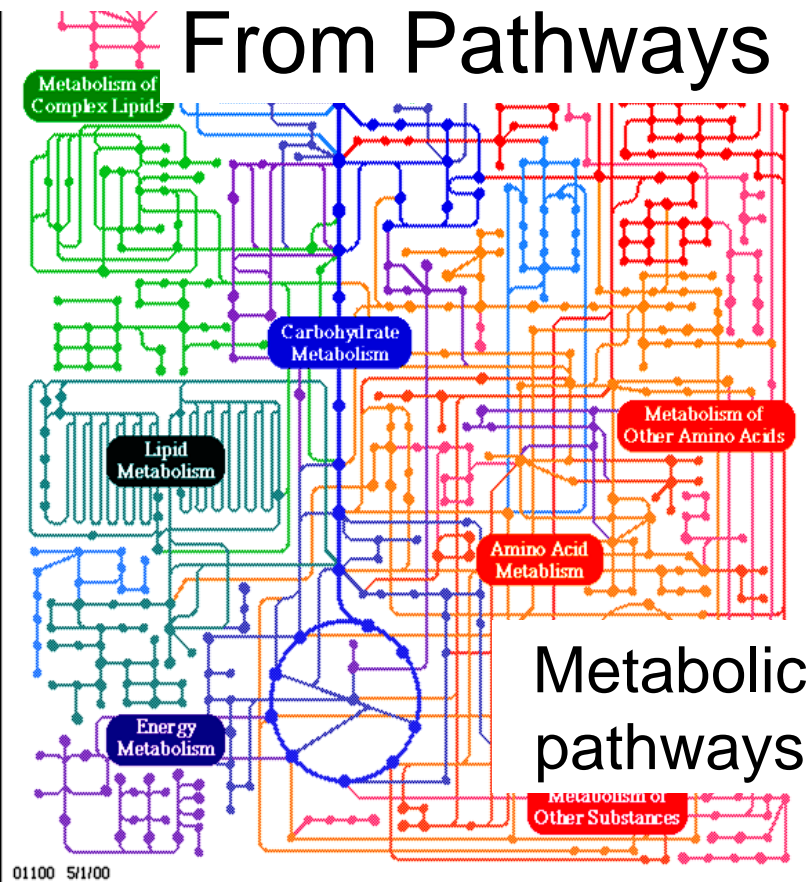 From Pathways
Metabolism of
Complex Lipids
Carbohydrate
Metabolism
Metabolism of
Other Amino Acids
Lipid
Metabolism
Amino Acid
Metablism
Metabolic
pathways
Energy
Metabolism
Metabolism of
Other Substances
01100 5/1/00